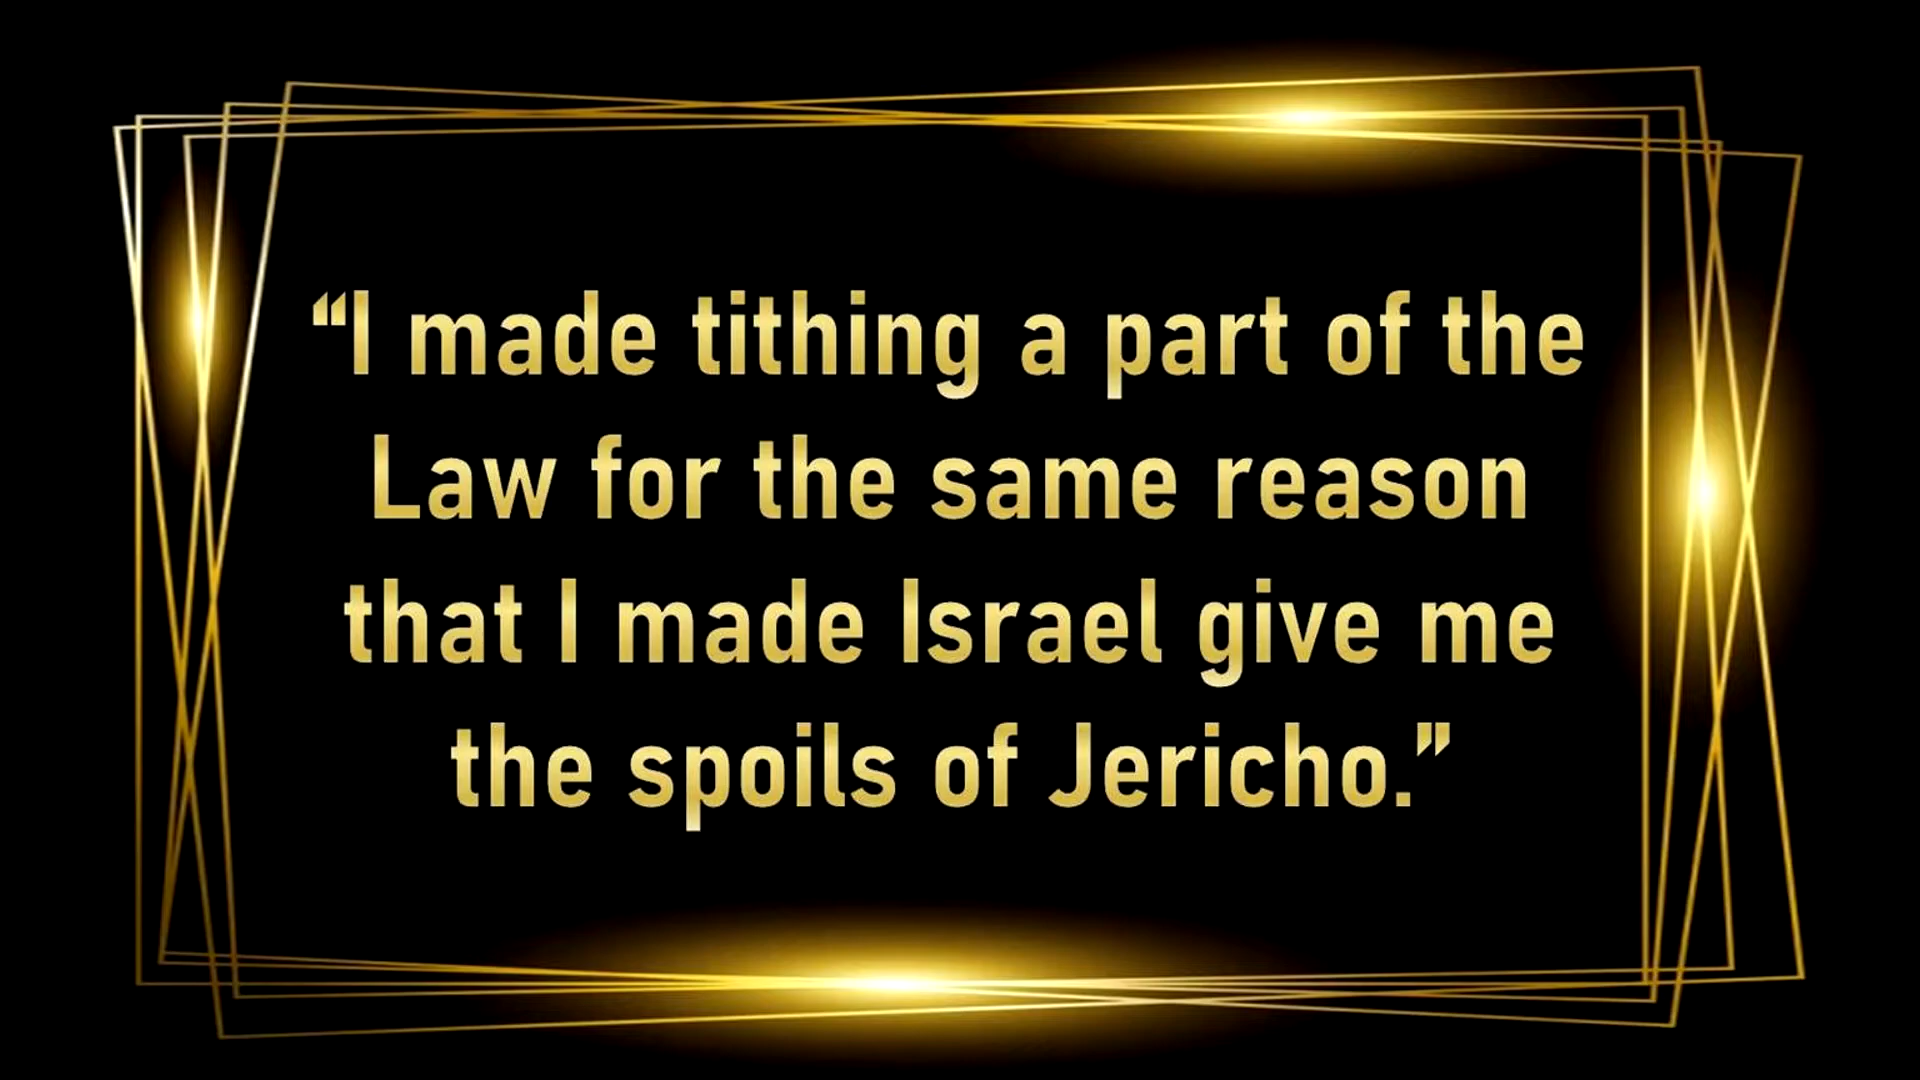 “I made tithing a part of the
Law for the same reason
that I made Israel give me
the spoils of Jericho.”